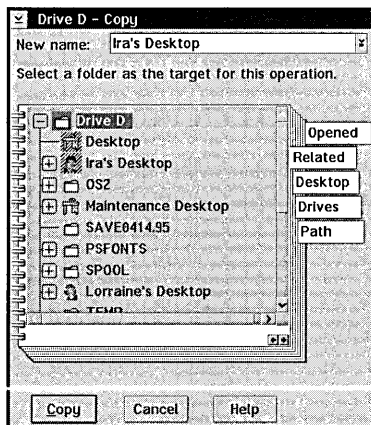 Drive D - Copy
New name: Ira's Desktop
Select a folder as the target for this operation.
Drive D
Desktop
Ira's Desktop
OS2
Maintenance Desktop
SAVE0414.95
PSFONTS
SPOOL
Lorraine's Desktop
TEMP
Opened
Related
Desktop
Drives
Path
Copy
Cancel
Help